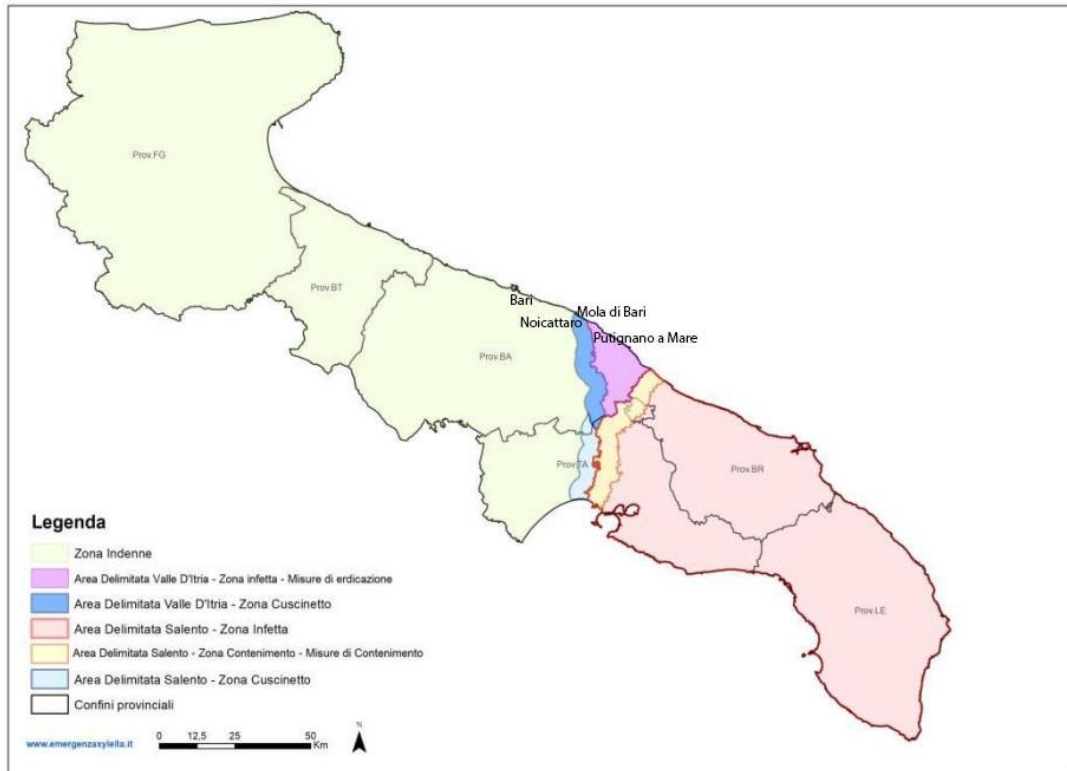 Prov.FG
Prov.BT
Bari
Mola di Bari
Noicattaro
Putignano a Mare
Prov.BA
Prov.TA
Prov.BR
Prov.LE
Legenda
Zona Indenne
Area Delimitata Valle D'Itria - Zona infetta - Misure di erdicazione
Area Delimitata Valle D'Itria - Zona Cuscinetto
Area Delimitata Salento - Zona Infetta
Area Delimitata Salento - Zona Contenimento - Misure di Contenimento
Area Delimitata Salento - Zona Cuscinetto
Confini provinciali
www.emergenzaxylella.it
0 12,5 25 50
Km
N